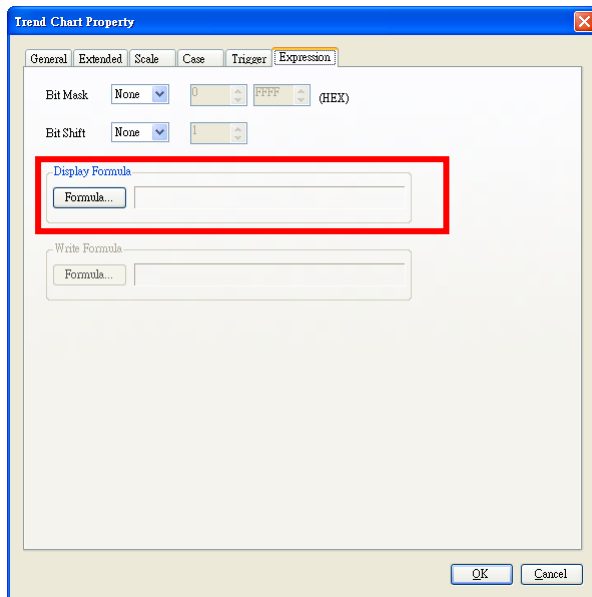 Trend Chart Property
General Extended Scale Case Trigger Expression
Bit Mask None 0 FFFF (HEX)
Bit Shift None 1
Display Formula
Formula...
Write Formula
Formula...
OK Cancel